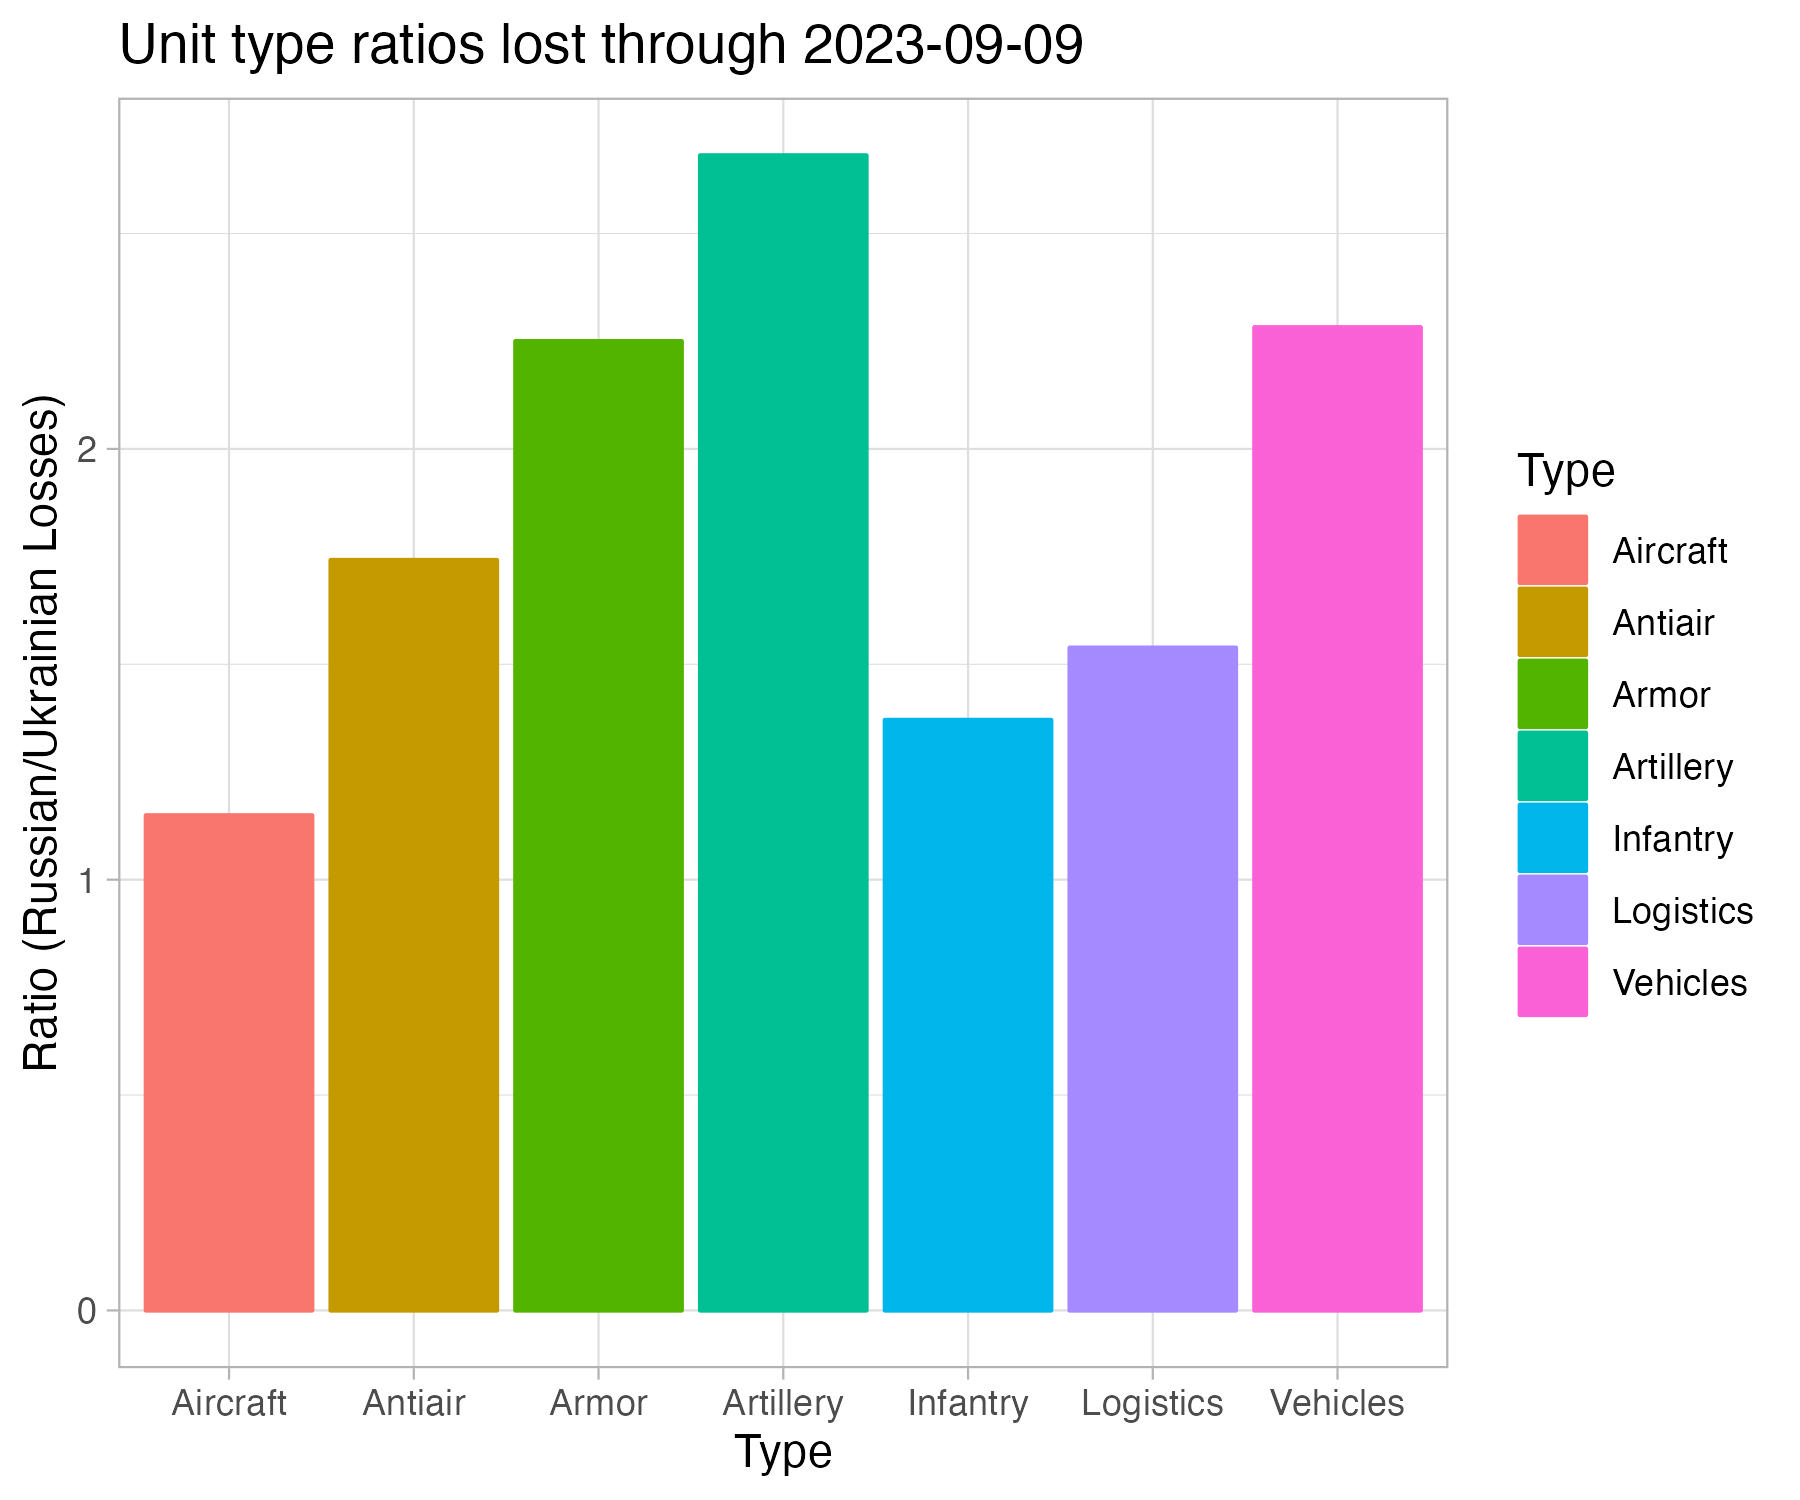 Unit type ratios lost through 2023-09-09
Ratio (Russian/Ukrainian Losses)
2
1
0
Aircraft Antiair Armor Artillery Infantry Logistics Vehicles
Type
Type
Aircraft
Antiair
Armor
Artillery
Infantry
Logistics
Vehicles